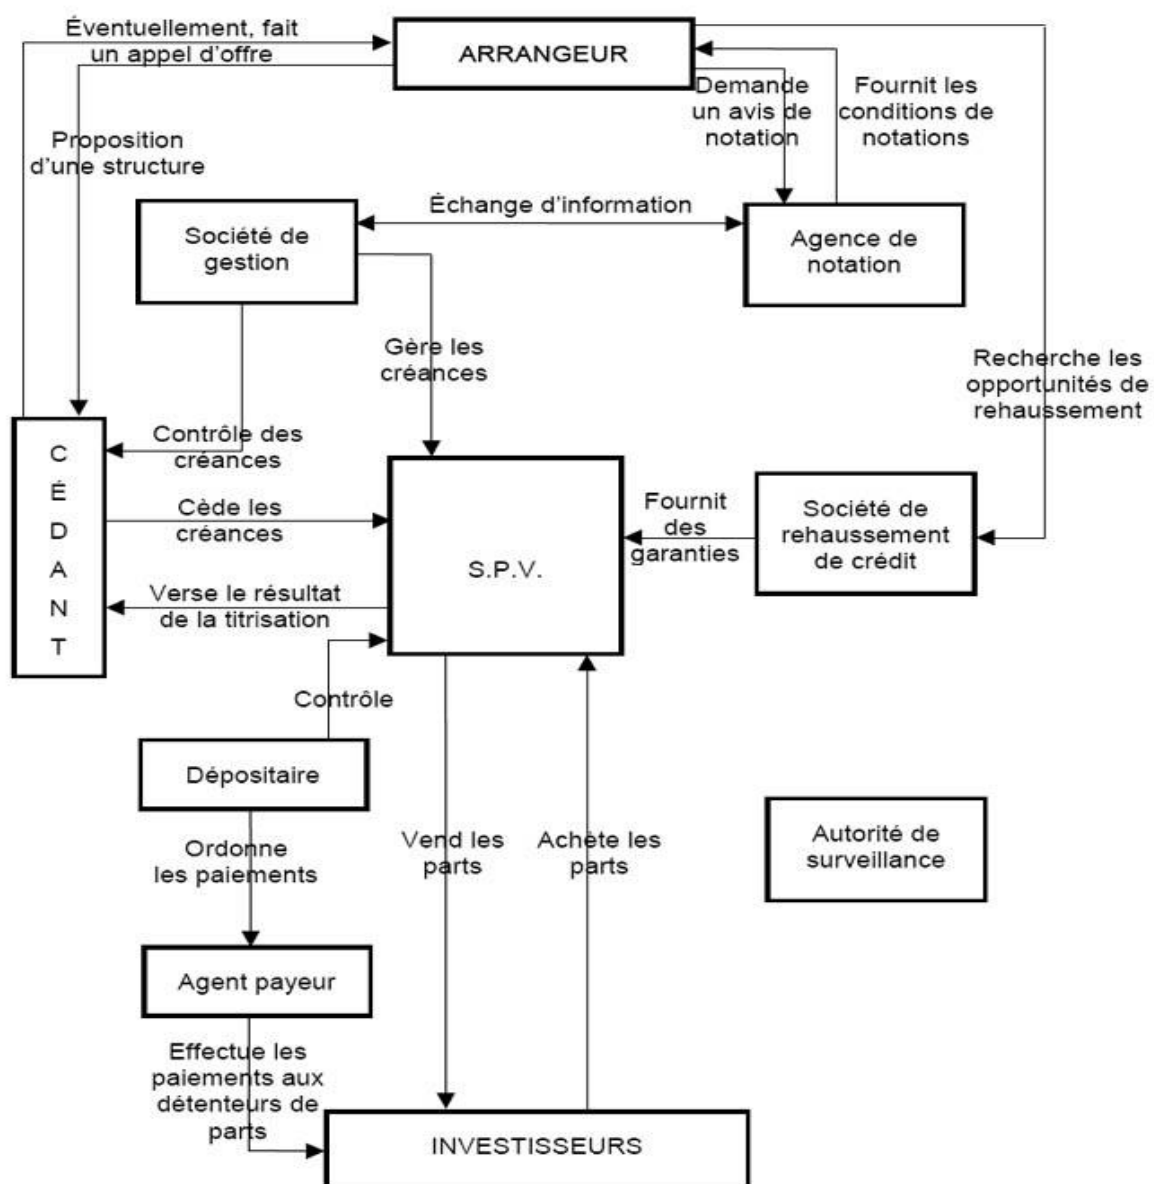 Éventuellement, fait
un appel d'offre
ARRANGEUR
Demande
un avis de
notation
Fournit les
conditions de
notations
Proposition
d'une structure
Échange d'information
Société de
gestion
Agence de
notation
Gère les
créances
Recherche les
opportunités de
rehaussement
CÉDANT
Contrôle des
créances
Cède les
créances
Verse le résultat
de la titrisation
S.P.V.
Fournit
des
garanties
Société de
rehaussement
de crédit
Contrôle
Dépositaire
Ordonne
les paiements
Vend les
parts
Achète les
parts
Autorité de
surveillance
Agent payeur
Effectue les
paiements aux
détenteurs de
parts
INVESTISSEURS